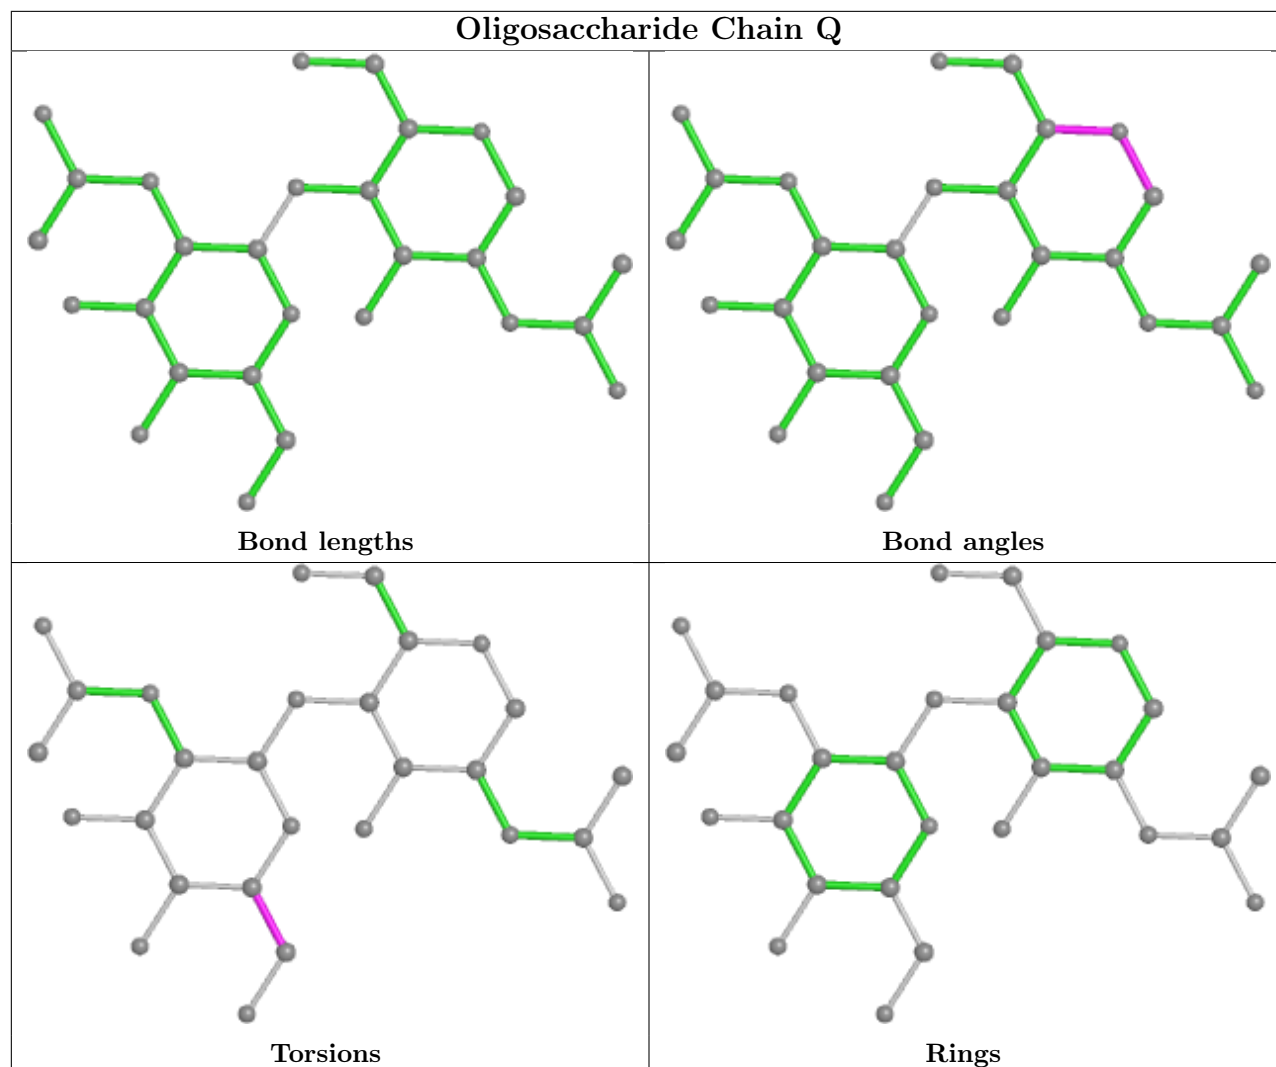 Oligosaccharide Chain Q
Bond lengths
Bond angles
Torsions
Rings